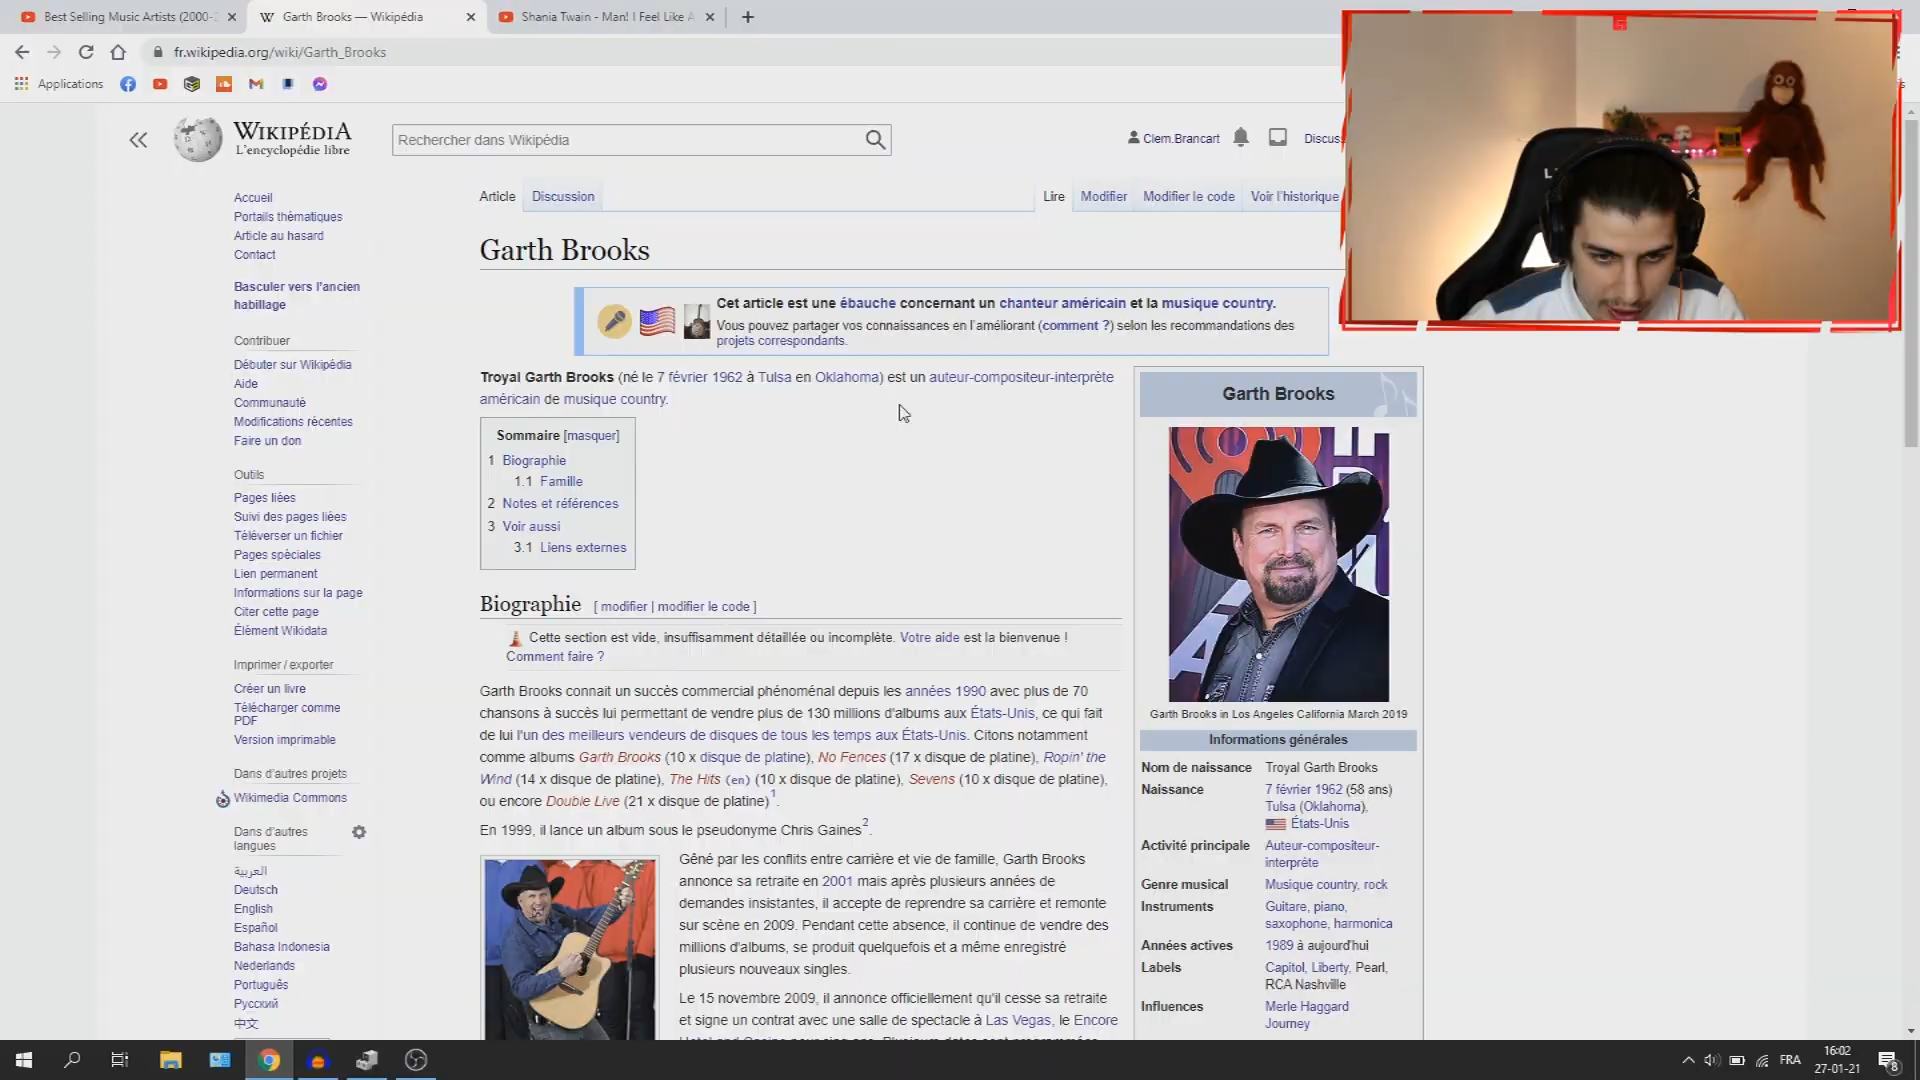 Best Selling Music Artists (2000-
Garth Brooks — Wikipédia
Shania Twain - Man! I Feel Like A
fr.wikipedia.org/wiki/Garth_Brooks
Applications
WIKIPÉDIA
L'encyclopédie libre
Rechercher dans Wikipédia
Clem.Brancart
Discus
Article
Discussion
Lire
Modifier
Modifier le code
Voir l'historique
Accueil
Portails thématiques
Article au hasard
Contact
Basculer vers l'ancien
habillage
Contribuer
Débuter sur Wikipédia
Aide
Communauté
Modifications récentes
Faire un don
Outils
Pages liées
Suivi des pages liées
Téléverser un fichier
Pages spéciales
Lien permanent
Informations sur la page
Citer cette page
Élément Wikidata
Imprimer / exporter
Créer un livre
Télécharger comme
PDF
Version imprimable
Dans d'autres projets
Wikimedia Commons
Dans d'autres
langues
العربية
Deutsch
English
Español
Bahasa Indonesia
Nederlands
Português
Русский
中文
Garth Brooks
Cet article est une ébauche concernant un chanteur américain et la musique country.
Vous pouvez partager vos connaissances en l'améliorant (comment ?) selon les recommandations des
projets correspondants.
Troyal Garth Brooks (né le 7 février 1962 à Tulsa en Oklahoma) est un auteur-compositeur-interprète
américain de musique country.
Sommaire [masquer]
1 Biographie
1.1 Famille
2 Notes et références
3 Voir aussi
3.1 Liens externes
Biographie [ modifier | modifier le code ]
Cette section est vide, insuffisamment détaillée ou incomplète. Votre aide est la bienvenue !
Comment faire ?
Garth Brooks connait un succès commercial phénoménal depuis les années 1990 avec plus de 70
chansons à succès lui permettant de vendre plus de 130 millions d'albums aux États-Unis, ce qui fait
de lui l'un des meilleurs vendeurs de disques de tous les temps aux États-Unis. Citons notamment
comme albums Garth Brooks (10 x disque de platine), No Fences (17 x disque de platine), Ropin' the
Wind (14 x disque de platine), The Hits (en) (10 x disque de platine), Sevens (10 x disque de platine),
ou encore Double Live (21 x disque de platine)1.
En 1999, il lance un album sous le pseudonyme Chris Gaines2.
Gêné par les conflits entre carrière et vie de famille, Garth Brooks
annonce sa retraite en 2001 mais après plusieurs années de
demandes insistantes, il accepte de reprendre sa carrière et remonte
sur scène en 2009. Pendant cette absence, il continue de vendre des
millions d'albums, se produit quelquefois et a même enregistré
plusieurs nouveaux singles.
Le 15 novembre 2009, il annonce officiellement qu'il cesse sa retraite
et signe un contrat avec une salle de spectacle à Las Vegas, le Encore
Garth Brooks
Garth Brooks in Los Angeles California March 2019
Informations générales
Nom de naissance Troyal Garth Brooks
Naissance 7 février 1962 (58 ans)
Tulsa (Oklahoma),
États-Unis
Activité principale Auteur-compositeur-
interprète
Genre musical Musique country, rock
Instruments Guitare, piano,
saxophone, harmonica
Années actives 1989 à aujourd'hui
Labels Capitol, Liberty, Pearl,
RCA Nashville
Influences Merle Haggard
Journey
FRA
16:02
27-01-21
8